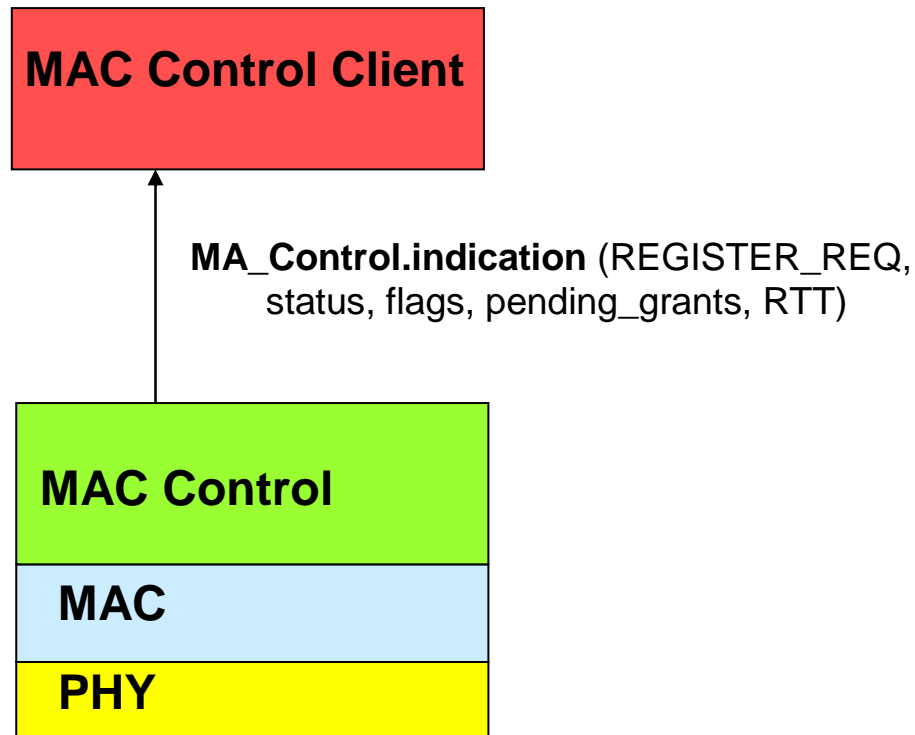 MAC Control Client
MA_Control.indication (REGISTER_REQ,
status, flags, pending_grants, RTT)
MAC Control
MAC
PHY